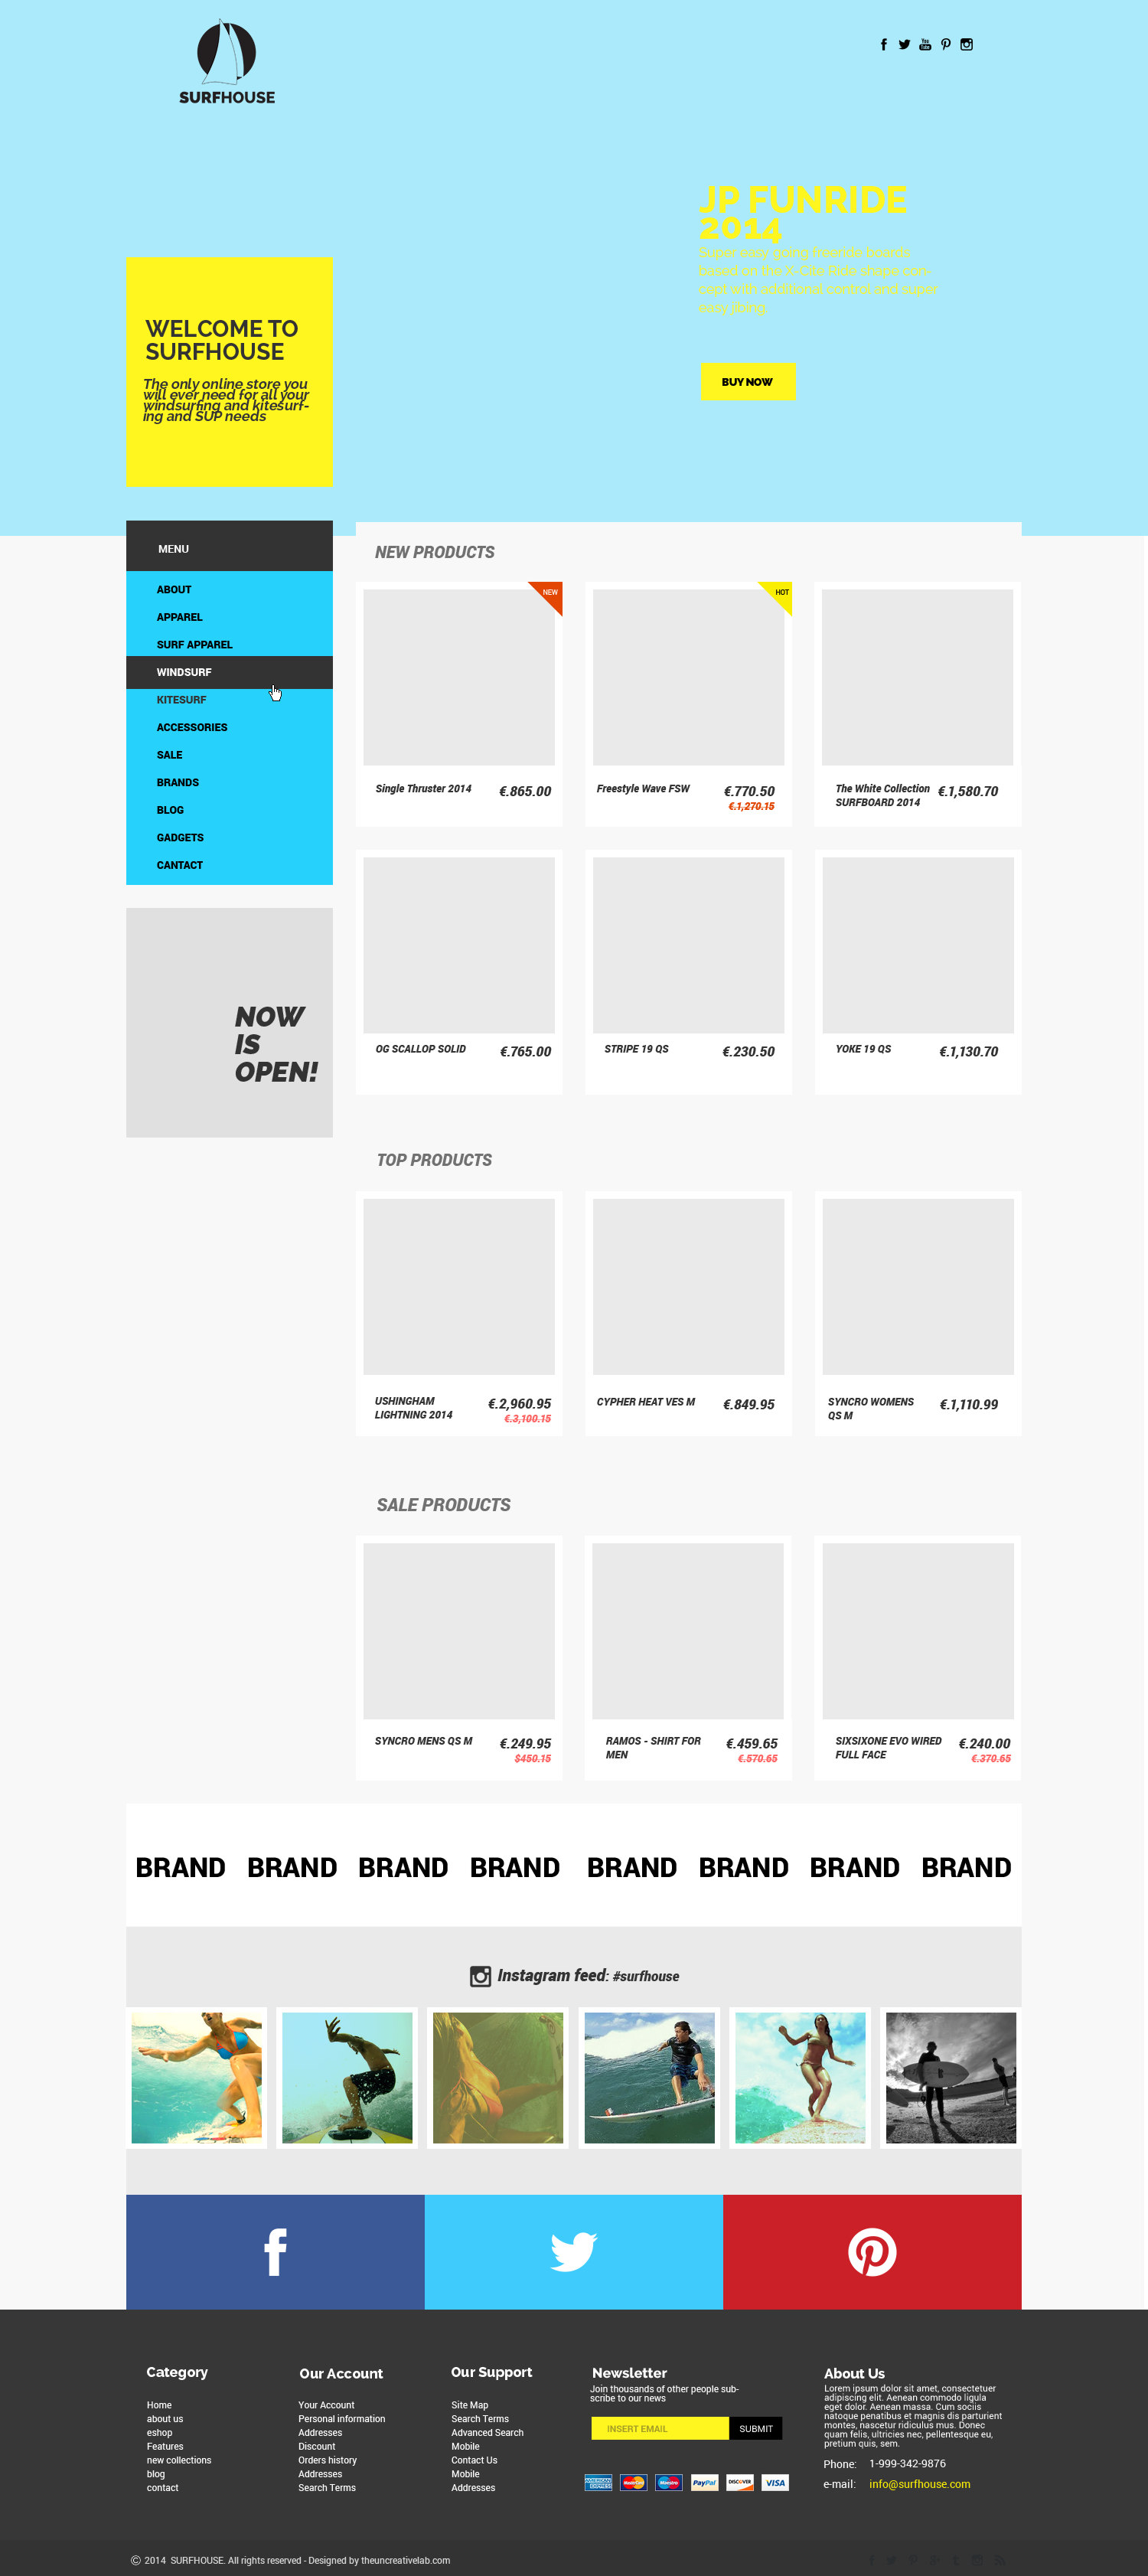 SURFHOUSE
You
Tube
JP FUNRIDE
2014
Super easy going freeride boards
based on the X-Cite Ride shape con-
cept with additional control and super
easy jibing.
BUY NOW
WELCOME TO
SURFHOUSE
The only online store you
will ever need for all your
windsurfing and kitesurf-
ing and SUP needs
MENU
ABOUT
APPAREL
SURF APPAREL
WINDSURF
KITESURF
ACCESSORIES
SALE
BRANDS
BLOG
GADGETS
CANTACT
NOW
IS
OPEN!
NEW PRODUCTS
NEW
HOT
Single Thruster 2014
€.865.00
Freestyle Wave FSW
€.770.50
€.1,270.15
The White Collection
SURFBOARD 2014
€.1,580.70
OG SCALLOP SOLID
€.765.00
STRIPE 19 QS
€.230.50
YOKE 19 QS
€.1,130.70
TOP PRODUCTS
USHINGHAM
LIGHTNING 2014
€.2,960.95
€.3,100.15
CYPHER HEAT VES M
€.849.95
SYNCRO WOMENS
QS M
€.1,110.99
SALE PRODUCTS
SYNCRO MENS QS M
€.249.95
$450.15
RAMOS - SHIRT FOR
MEN
€.459.65
€.570.65
SIXSIXONE EVO WIRED
FULL FACE
€.240.00
€.370.65
BRAND BRAND BRAND BRAND BRAND BRAND BRAND BRAND
Instagram feed: #surfhouse
Category
Home
about us
eshop
Features
new collections
blog
contact
Our Account
Your Account
Personal information
Addresses
Discount
Orders history
Addresses
Search Terms
Our Support
Site Map
Search Terms
Advanced Search
Mobile
Contact Us
Mobile
Addresses
Newsletter
Join thousands of other people sub-
scribe to our news
INSERT EMAIL
SUBMIT
AMERICAN
EXPRESS
MasterCard
Maestro
PayPal
DISCOVER
VISA
About Us
Lorem ipsum dolor sit amet, consectetuer
adipiscing elit. Aenean commodo ligula
eget dolor. Aenean massa. Cum sociis
natoque penatibus et magnis dis parturient
montes, nascetur ridiculus mus. Donec
quam felis, ultricies nec, pellentesque eu,
pretium quis, sem.
Phone: 1-999-342-9876
e-mail: info@surfhouse.com
© 2014 SURFHOUSE. All rights reserved - Designed by theuncreativelab.com